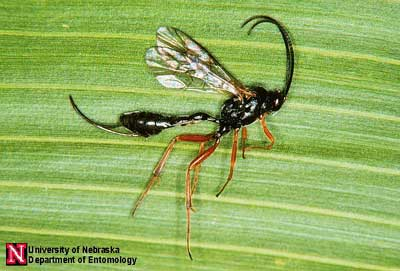 N University of Nebraska
Department of Entomology